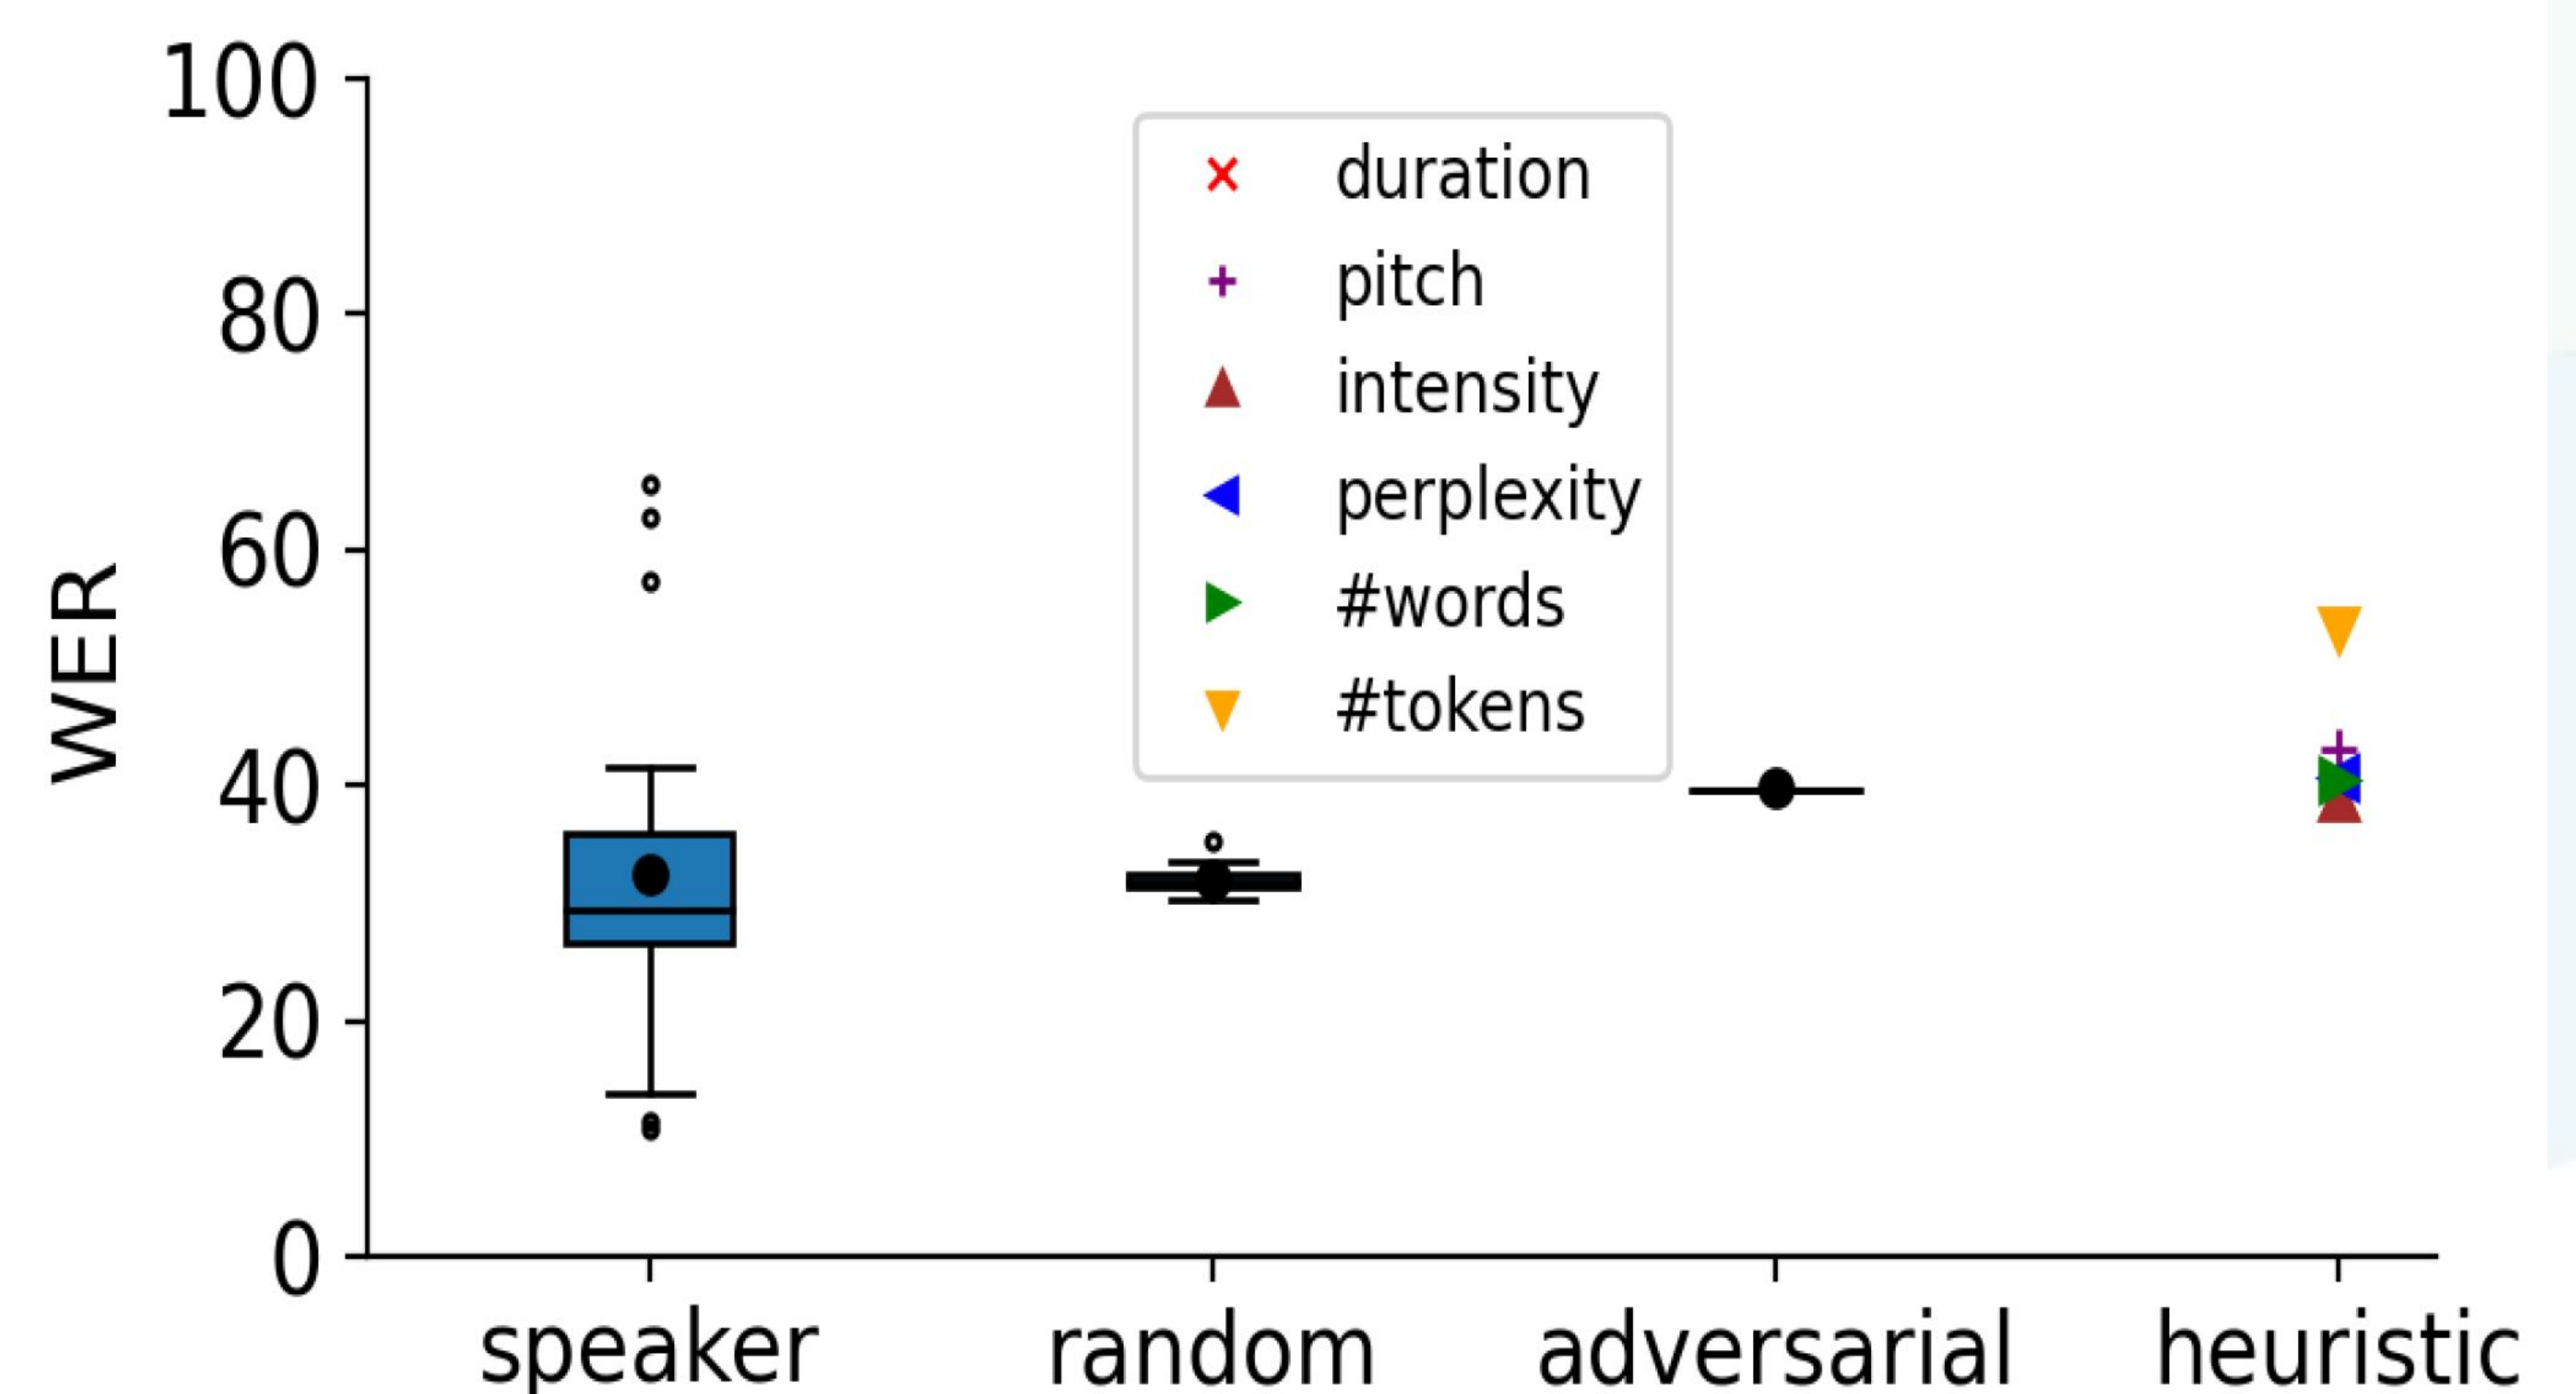 100
80
60
40
20
0
WER
duration
pitch
intensity
perplexity
#words
#tokens
speaker random adversarial heuristic